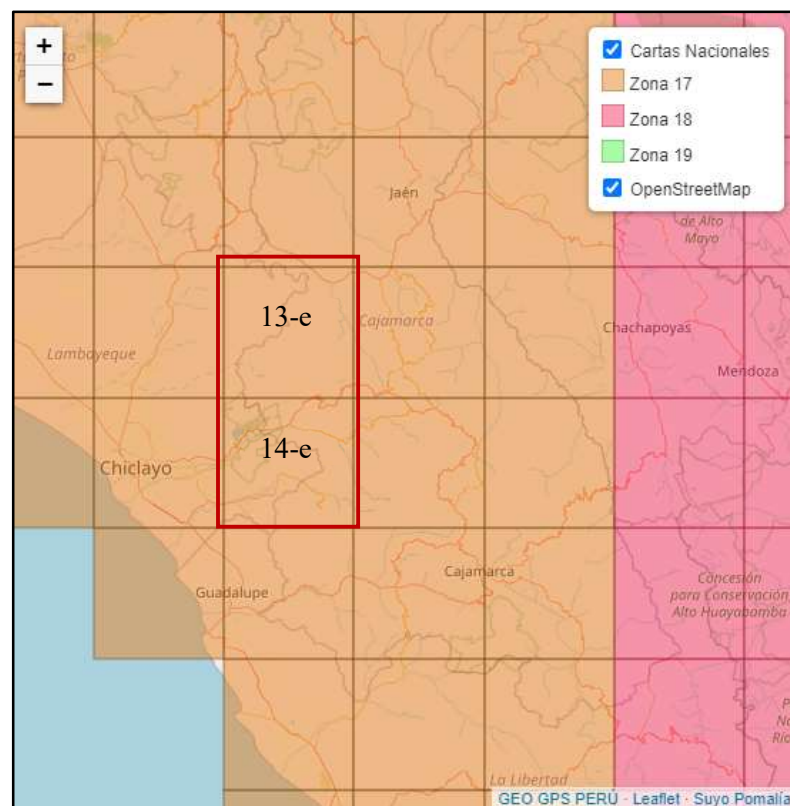 +
−
Cartas Nacionales
Zona 17
Zona 18
Zona 19
OpenStreetMap
Jaén
de Alto
Mayo
13-e
Cajamarca
Chachapoyas
Lambayeque
Mendoza
14-e
Chiclayo
Cajamarca
Guadalupe
Concesión
para Conservación
Alto Huayabamba
La Libertad
GEO GPS PERÚ · Leaflet · Suyo Pomalía